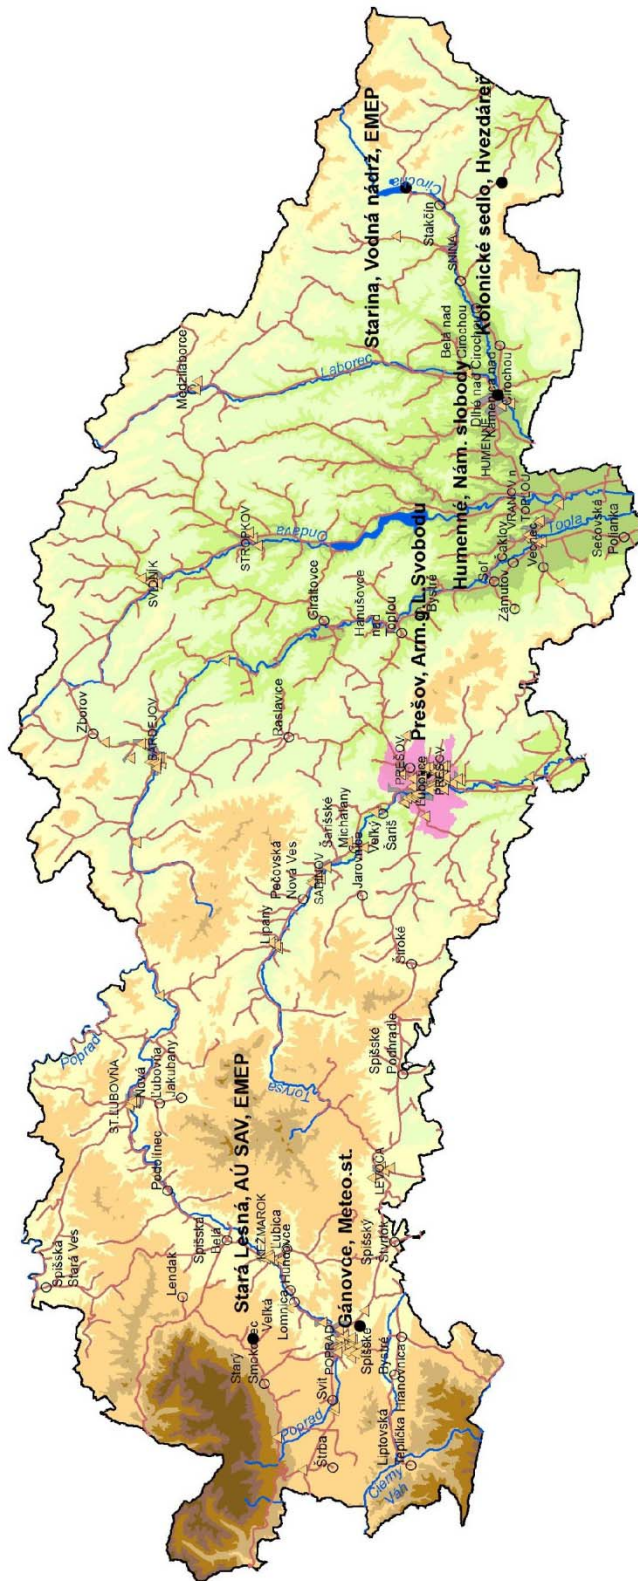 Poprad
Spišská
Stará Ves
ST.ĽUBOVŇA
Nová
Ľubovňa
Jakubany
Podolínec
Lendak
Spišská
Belá
Stará Lesná, AÚ SAV, EMEP
KEŽMAROK
Ľubica
Huncovce
Veľká
Lomnica
Starý
Smokovec
Gánovce, Meteo.st.
POPRAD
Svit
Poprad
Štrba
Spišské
Bystré
Hranovnica
Liptovská
Teplička
Čierny
Váh
Spišský
Štvrtok
LEVOČA
Spišské
Podhradie
Široké
Torysa
Lipany
Pečovská
Nová Ves
SABINOV
Šarišské
Michaľany
Jarovnice
Veľký
Šariš
PREŠOV
Ľubovce
PREŠOV
Prešov, Arm.g.L.Svobodu
Zborov
BARDEJOV
Raslavice
SVIDNÍK
STROPKOV
Ondava
Giraltovce
Hanušovce
nad
Topľou
Bystré
Soľ
Zámutov
Čaklov
VRANOV n
TOPĽOU
Vechec
Topľa
Sečovská
Polianka
Medzilaborce
Laborec
Humenné, Nám. slobody
HUMENNÉ
Kamenica nad
Cirochou
Dlhé nad
Cirochou
Belá nad
Cirochou
SNINA
Stakčín
Cirocha
Starina, Vodná nádrž, EMEP
Kolonické sedlo, Hvezdáreň